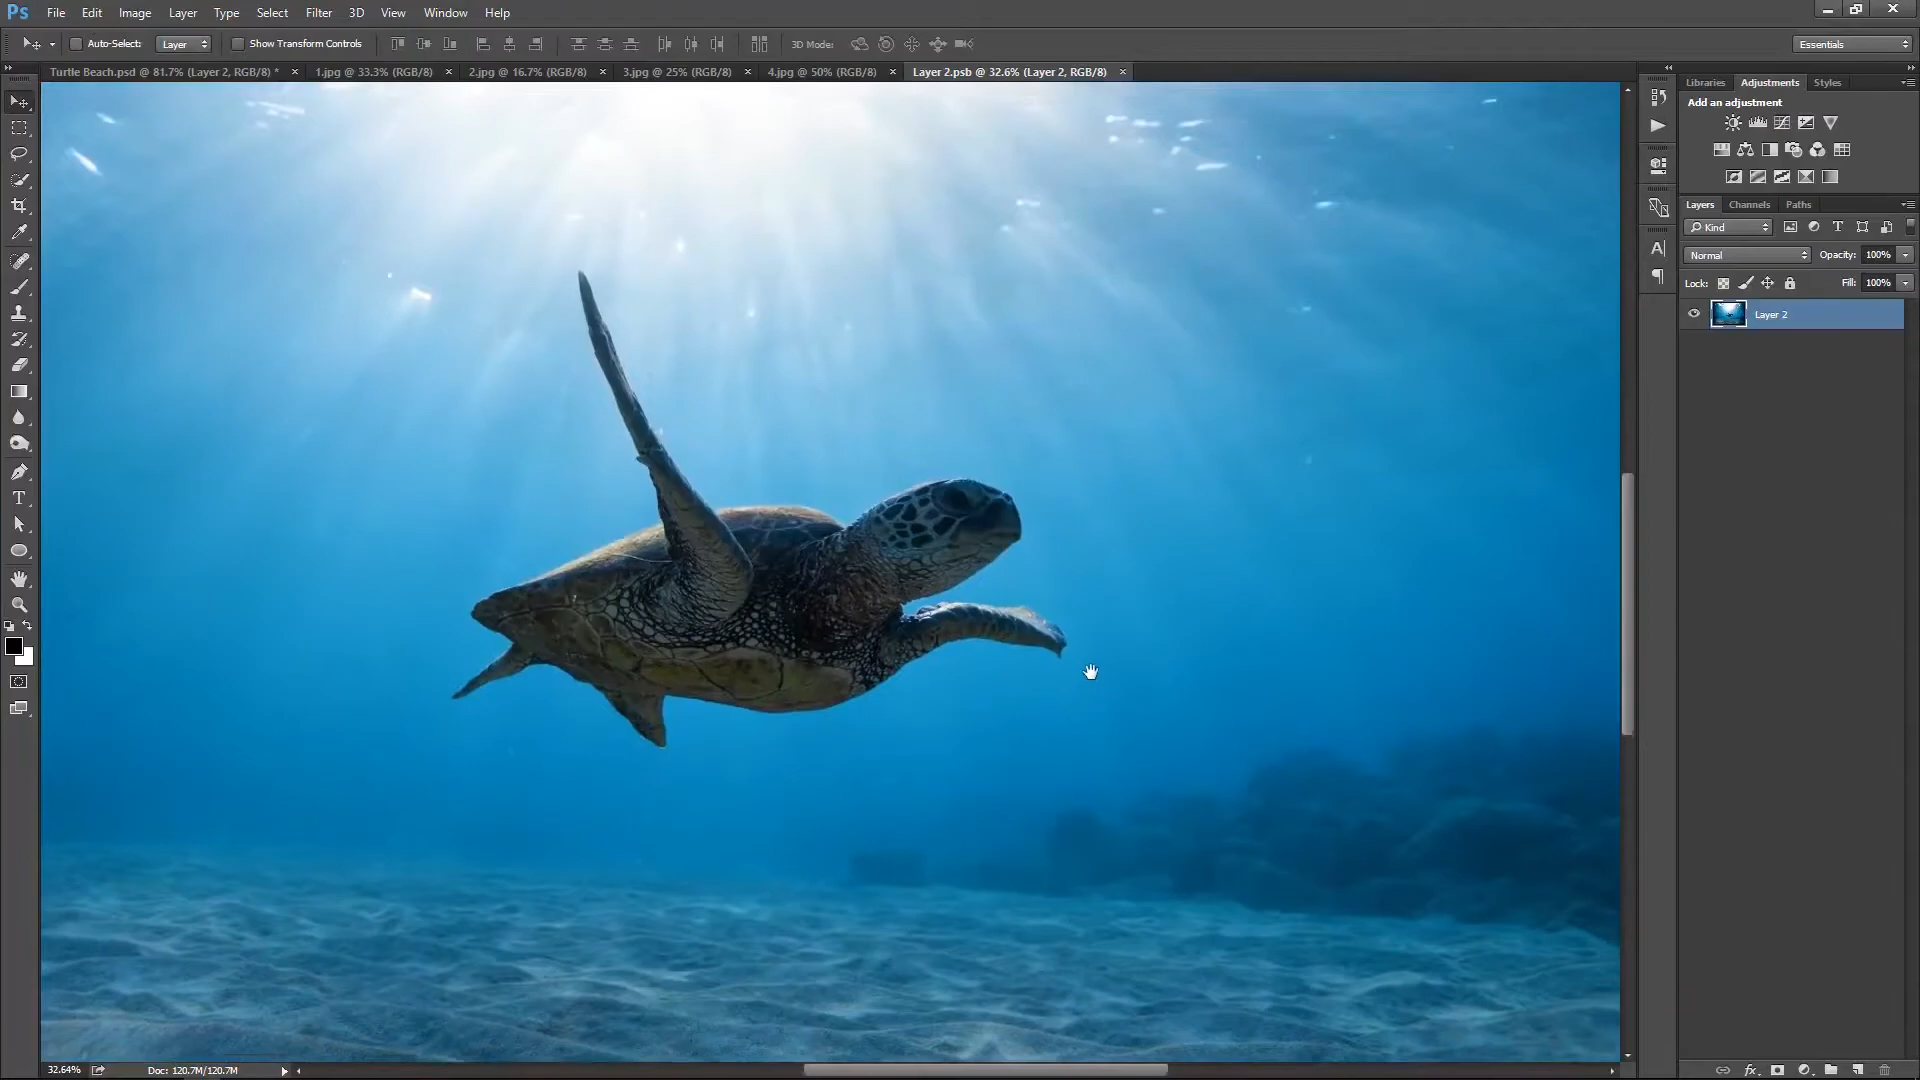 Ps File Edit Image Layer Type Select Filter 3D View Window Help
Auto-Select: Layer Show Transform Controls 3D Mode: Essentials
Turtle Beach.psd @ 81.7% (Layer 2, RGB/8) * × 1.jpg @ 33.3% (RGB/8) × 2.jpg @ 16.7% (RGB/8) × 3.jpg @ 25% (RGB/8) × 4.jpg @ 50% (RGB/8) × Layer 2.psb @ 32.6% (Layer 2, RGB/8) ×
Libraries Adjustments Styles
Add an adjustment
Layers Channels Paths
Kind
Normal Opacity: 100%
Lock: Fill: 100%
Layer 2
32.64% Doc: 120.7M/120.7M